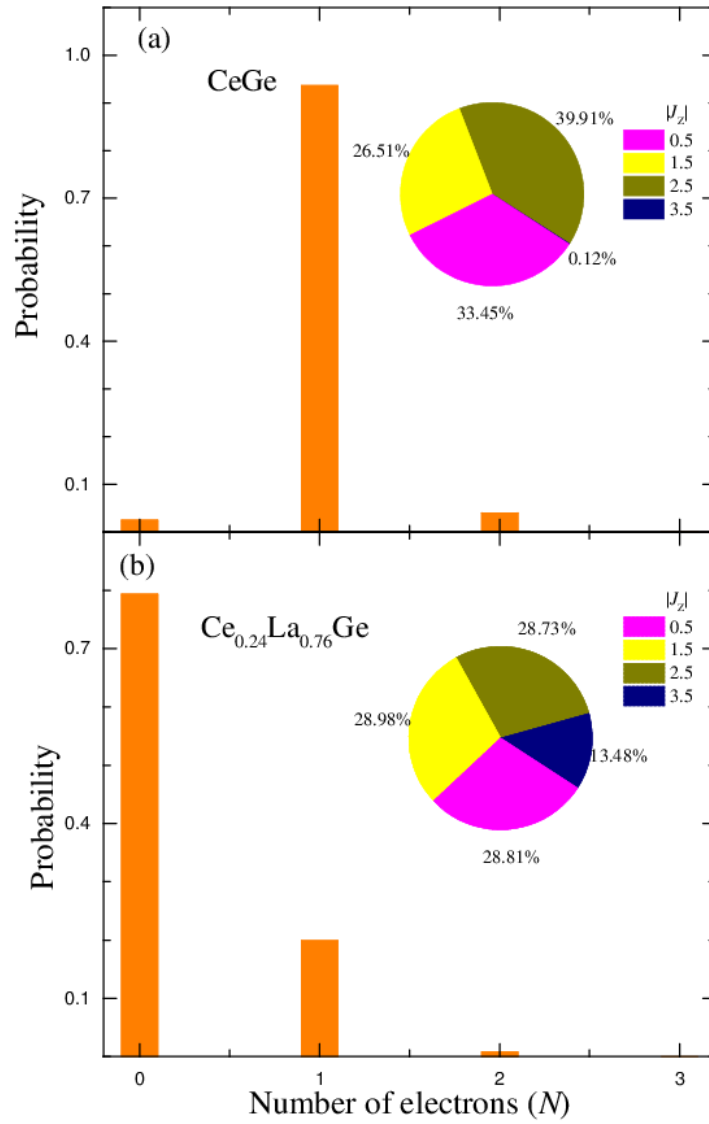 (a)
CeGe
1.0
0.7
0.4
0.1
Probability
39.91%
26.51%
0.12%
33.45%
|J_z|
0.5
1.5
2.5
3.5
(b)
Ce₀.₂₄La₀.₇₆Ge
0.7
0.4
0.1
Probability
28.73%
28.98%
13.48%
28.81%
|J_z|
0.5
1.5
2.5
3.5
0 1 2 3
Number of electrons (N)